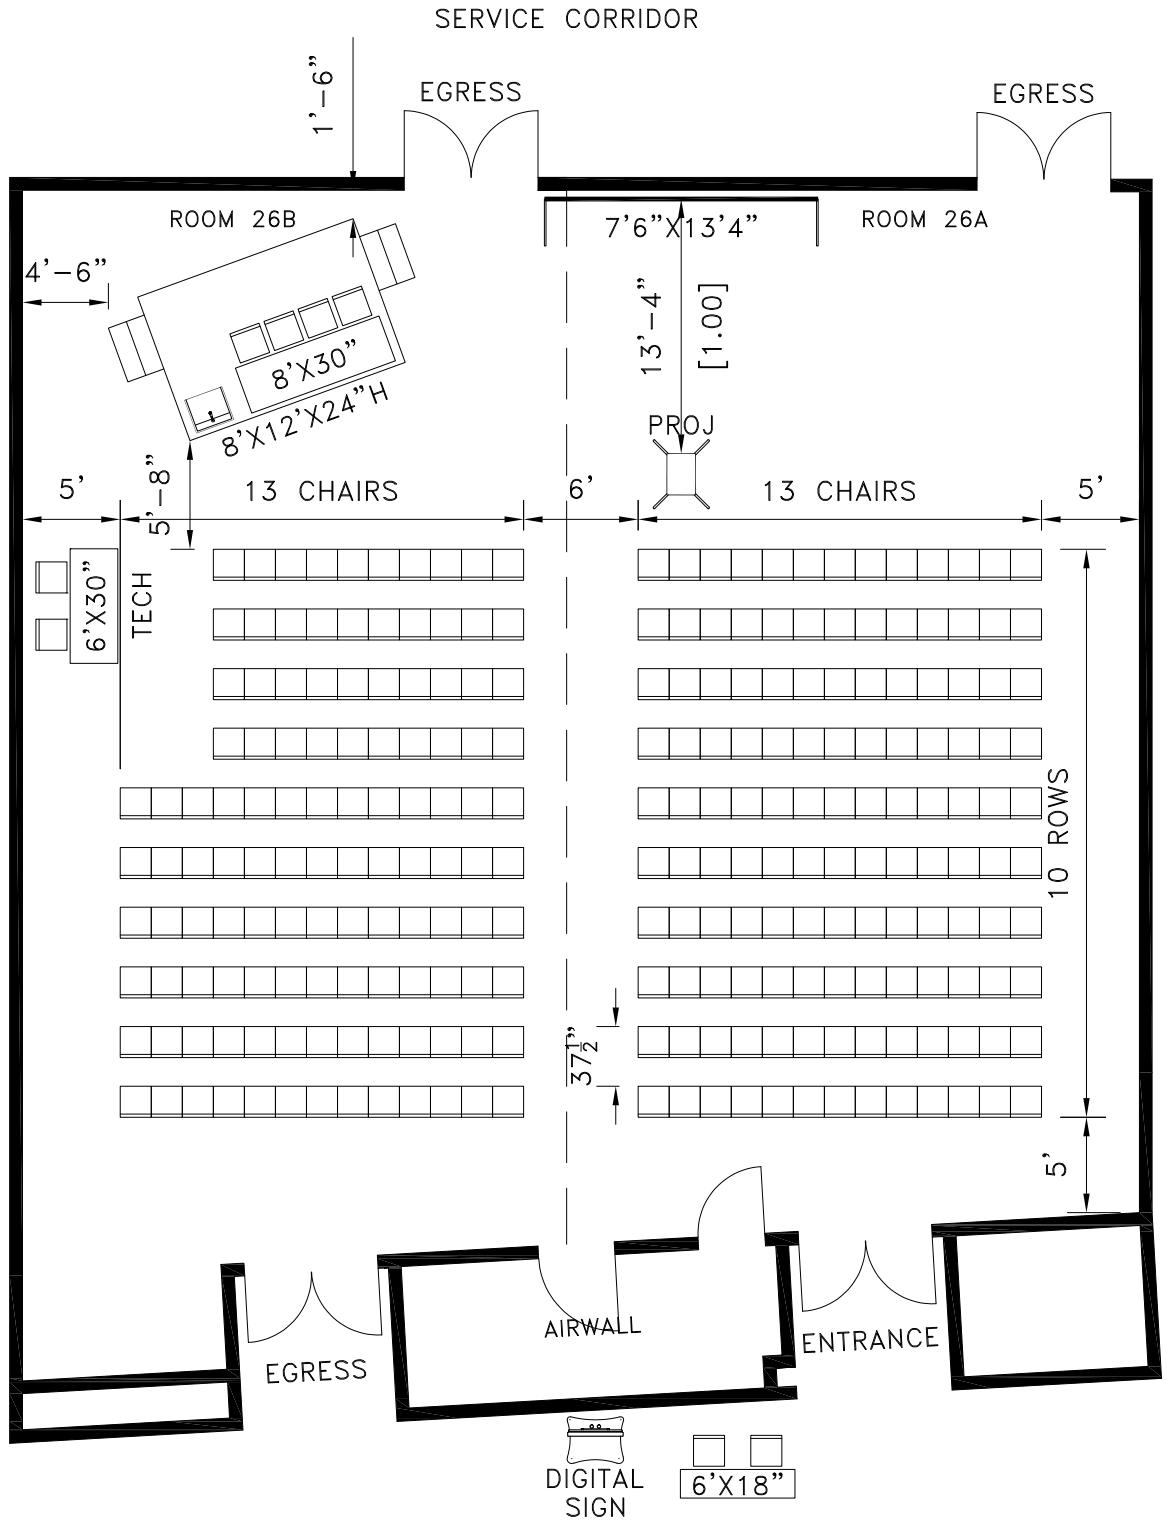 SERVICE CORRIDOR
1'-6"
EGRESS
EGRESS
ROOM 26B
7'6"X13'4"
ROOM 26A
4'-6"
13'-4"
[1.00]
8'X30"
8'X12'X24"H
PROJ
5'
13 CHAIRS
5'-8"
6'
13 CHAIRS
5'
6'X30"
TECH
10 ROWS
37½"
5'
AIRWALL
ENTRANCE
EGRESS
DIGITAL
SIGN
6'X18"